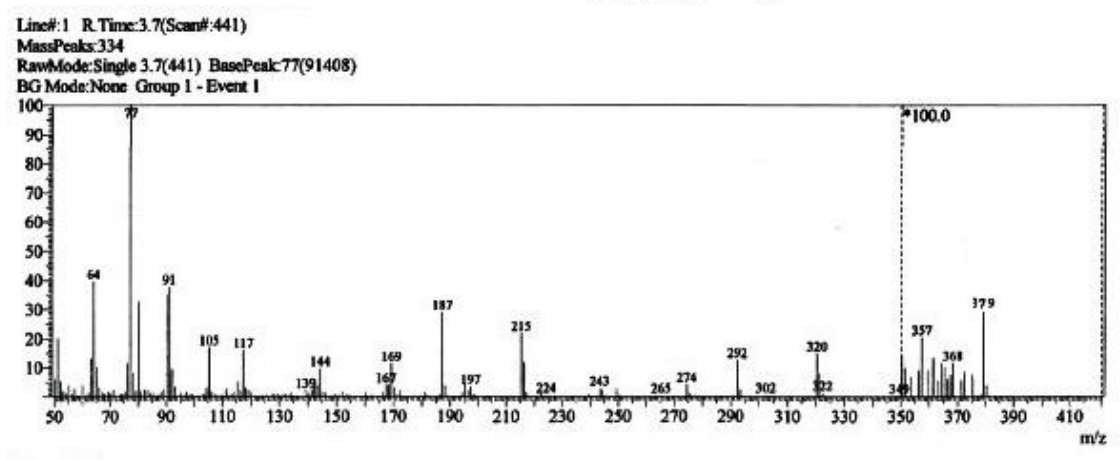 Line#:1 R.Time:3.7(Scan#:441)
MassPeaks:334
RawMode:Single 3.7(441) BasePeak:77(91408)
BG Mode:None Group 1 - Event 1
100 77 *100.0
90
80
70
60
50
40 64 91
30 187 379
20 105 117 215 357
10 139 144 167 169 197 224 243 265 274 292 302 320 322 349 368
50 70 90 110 130 150 170 190 210 230 250 270 290 310 330 350 370 390 410
m/z